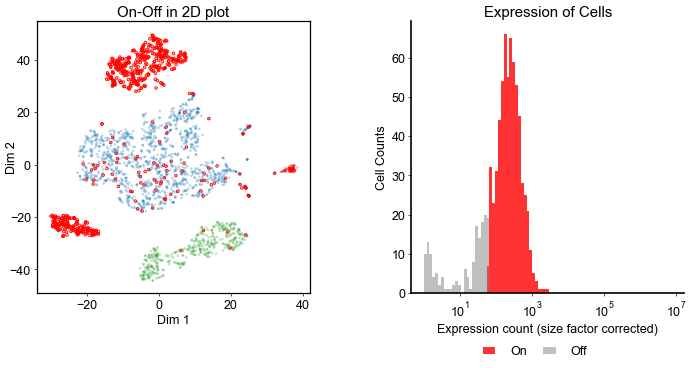 On-Off in 2D plot
40
20
0
−20
−40
Dim 2
−20
0
20
40
Dim 1
Expression of Cells
60
50
40
30
20
10
0
Cell Counts
10^1
10^3
10^5
10^7
Expression count (size factor corrected)
On
Off